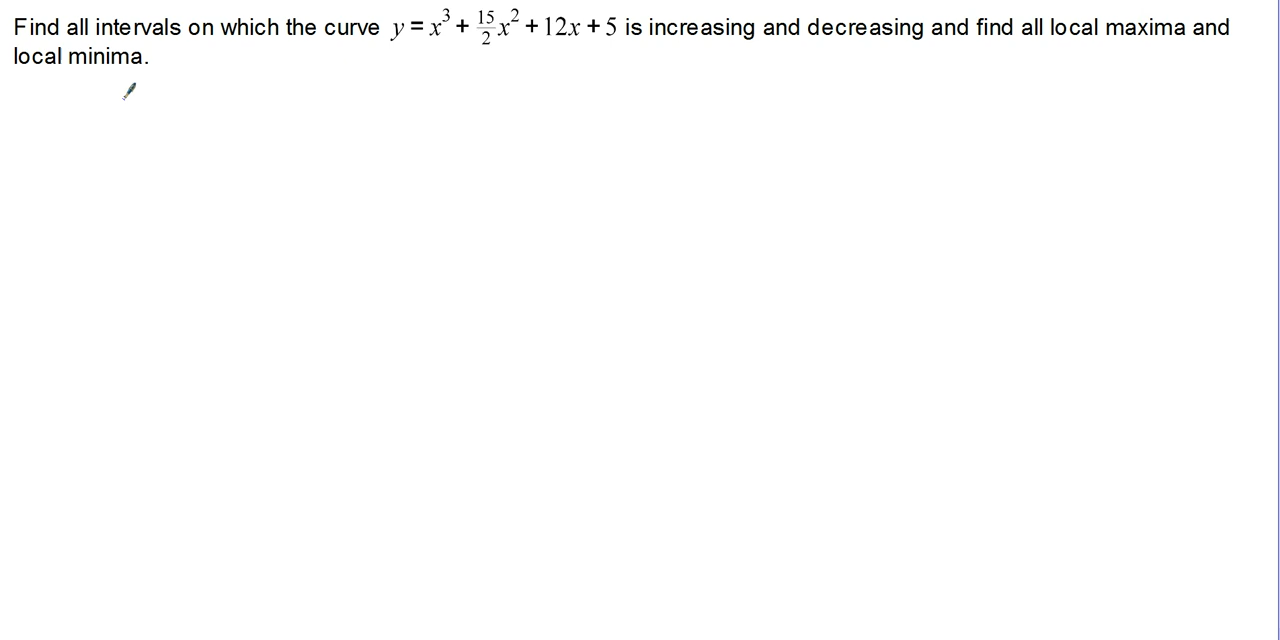 Find all intervals on which the curve y = x³ + 15/2 x² + 12x + 5 is increasing and decreasing and find all local maxima and
local minima.